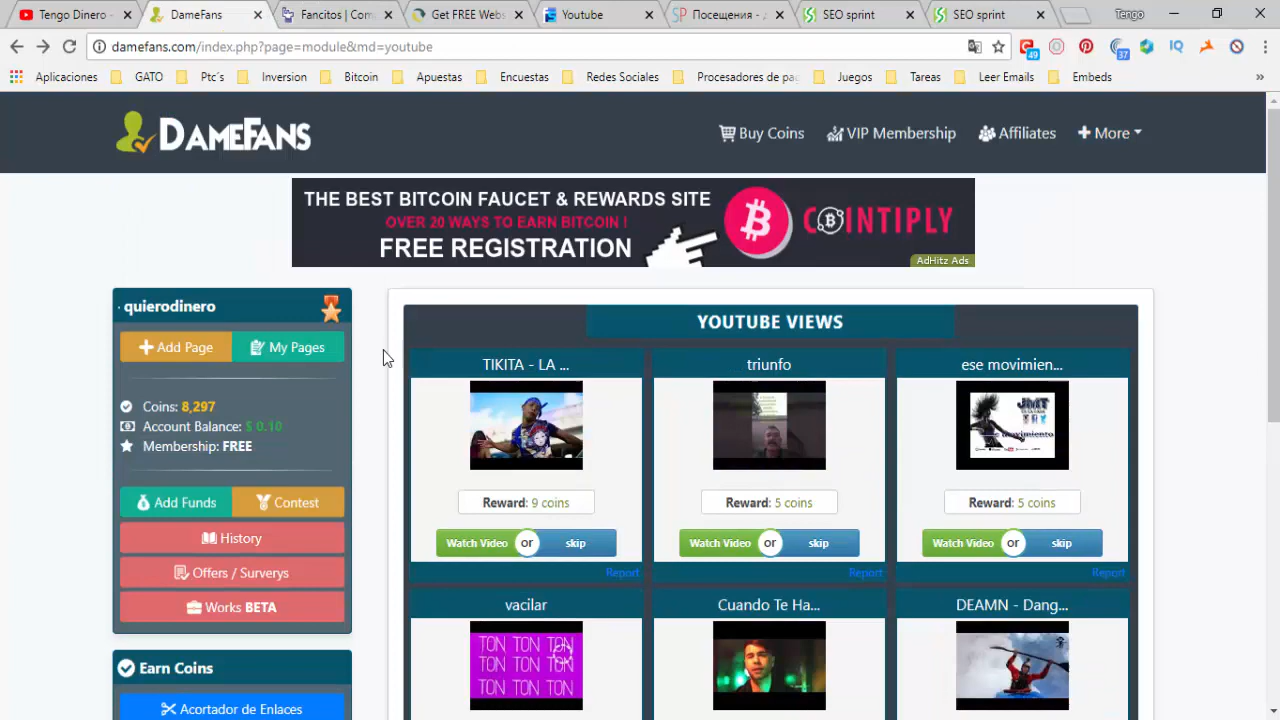 Tengo Dinero -
DameFans
Fancitos | Com
Get FREE Webs
Youtube
Посещения -
SEO sprint
SEO sprint
Tengo
damefans.com/index.php?page=module&md=youtube
49
37
Aplicaciones
GATO
Ptc´s
Inversion
Bitcoin
Apuestas
Encuestas
Redes Sociales
Procesadores de pag
Juegos
Tareas
Leer Emails
Embeds
»
DAMEFANS
Buy Coins
VIP Membership
Affiliates
More
THE BEST BITCOIN FAUCET & REWARDS SITE
OVER 20 WAYS TO EARN BITCOIN !
FREE REGISTRATION
COINTIPLY
AdHitz Ads
· quierodinero
Add Page
My Pages
Coins: 8,297
Account Balance: $ 0.10
Membership: FREE
Add Funds
Contest
History
Offers / Surverys
Works BETA
Earn Coins
Acortador de Enlaces
YOUTUBE VIEWS
TIKITA - LA ...
triunfo
ese movimien...
JMT
movimiento
Reward: 9 coins
Reward: 5 coins
Reward: 5 coins
Watch Video or skip
Watch Video or skip
Watch Video or skip
Report
Report
Report
vacilar
Cuando Te Ha...
DEAMN - Dang...
TON TON TON
TON TON TON
TON TON TON